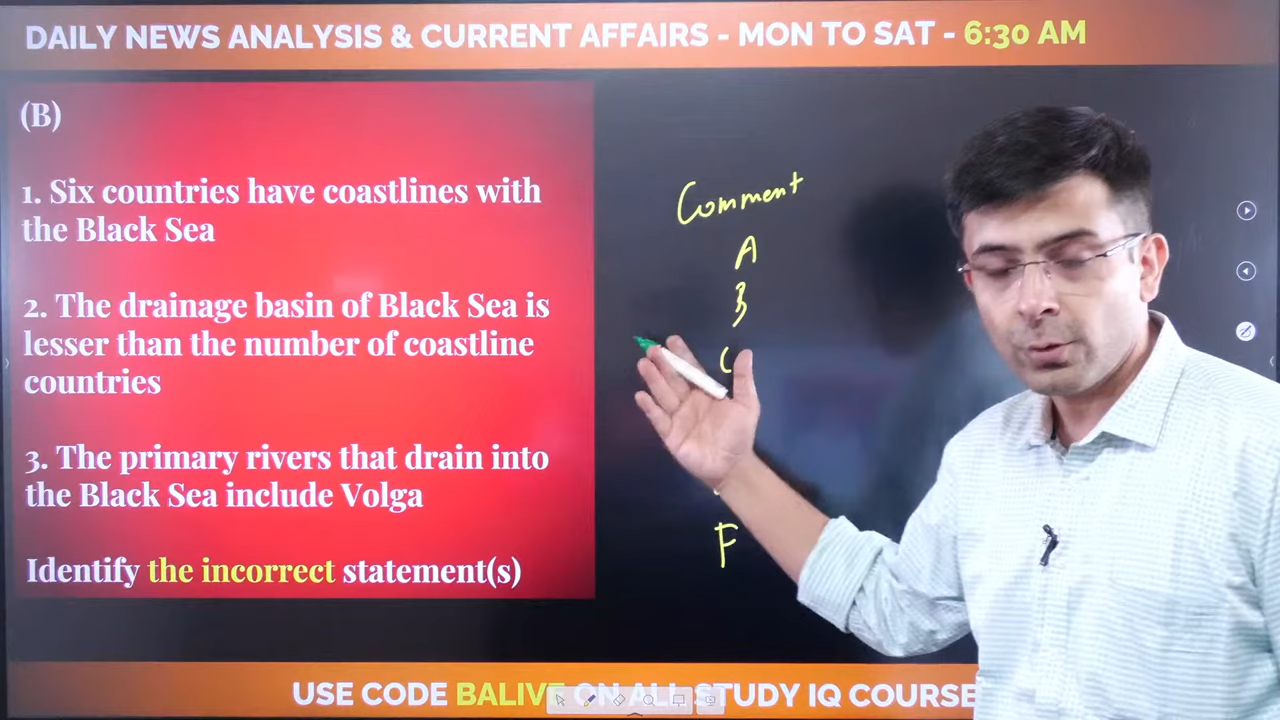 DAILY NEWS ANALYSIS & CURRENT AFFAIRS - MON TO SAT - 6:30 AM
(B)
1. Six countries have coastlines with
the Black Sea
2. The drainage basin of Black Sea is
lesser than the number of coastline
countries
3. The primary rivers that drain into
the Black Sea include Volga
Identify the incorrect statement(s)
Comment
A
B
C
F
USE CODE BALIVE ON ALL STUDY IQ COURSE